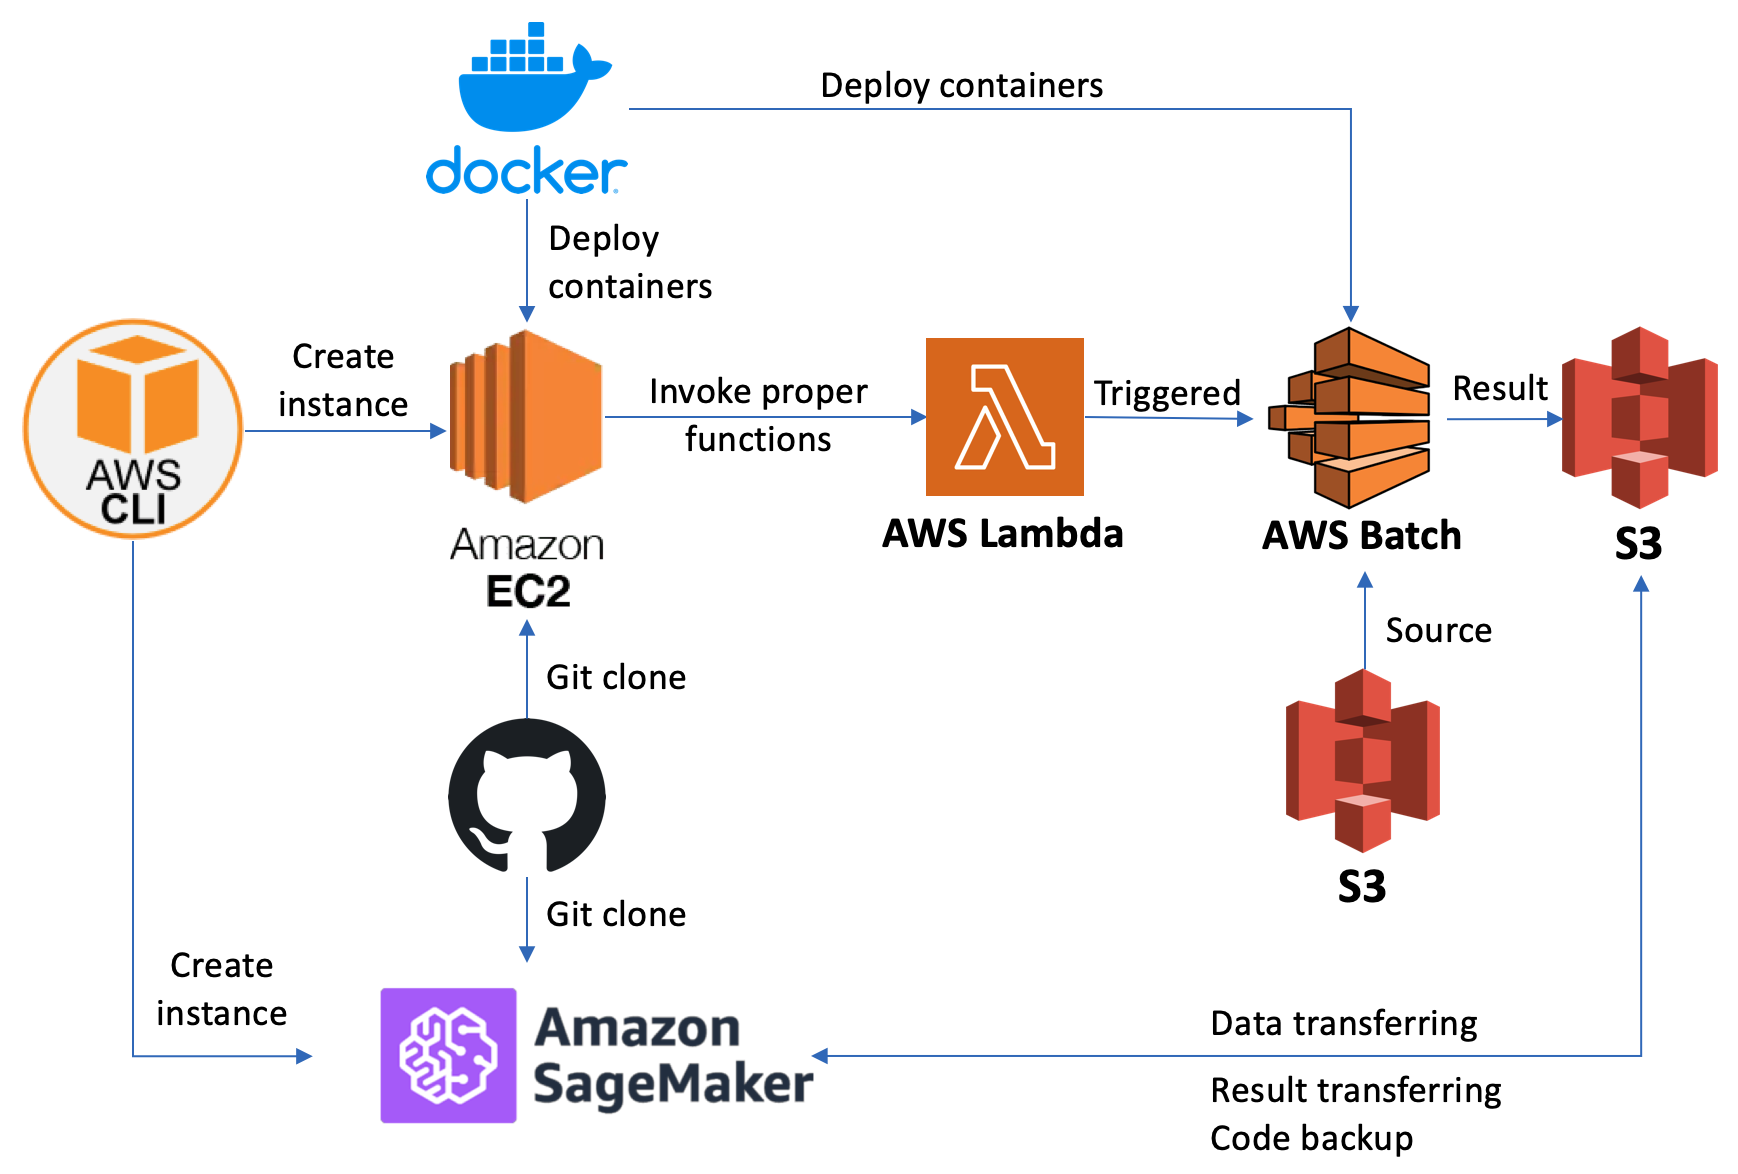 Deploy containers
docker
Deploy
containers
Create
instance
Invoke proper
functions
Triggered
Result
AWS
CLI
Amazon
EC2
AWS Lambda
AWS Batch
S3
Source
Git clone
S3
Git clone
Create
instance
Amazon
SageMaker
Data transferring
Result transferring
Code backup